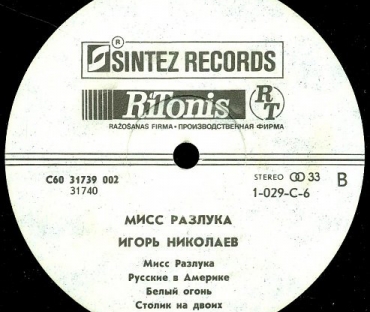 ® SINTEZ RECORDS
RiTonis RT
RAŽOŠANAS FIRMA • ПРОИЗВОДСТВЕННАЯ ФИРМА
С60 31739 002
31740
STEREO 33
1-029-C-6
B
МИСС РАЗЛУКА
ИГОРЬ НИКОЛАЕВ
Мисс Разлука
Русские в Америке
Белый огонь
Столик на двоих